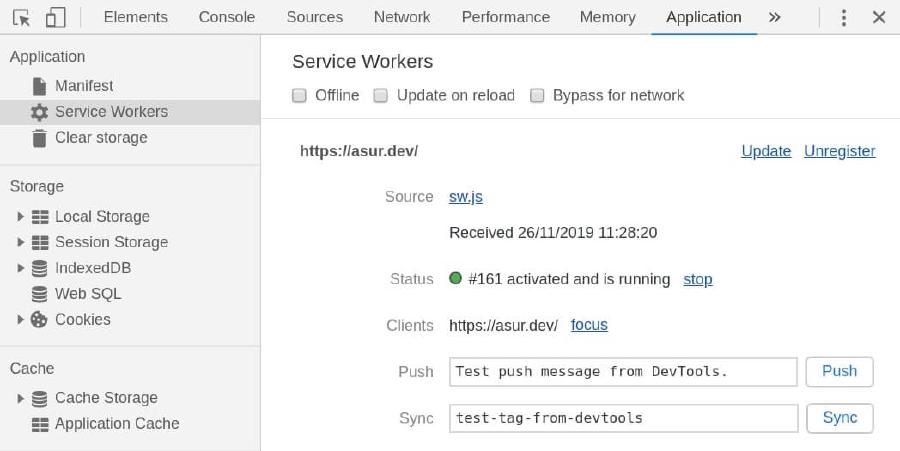 Elements Console Sources Network Performance Memory Application »
Application
Manifest
Service Workers
Clear storage
Storage
Local Storage
Session Storage
IndexedDB
Web SQL
Cookies
Cache
Cache Storage
Application Cache
Service Workers
Offline Update on reload Bypass for network
https://asur.dev/ Update Unregister
Source sw.js
Received 26/11/2019 11:28:20
Status #161 activated and is running stop
Clients https://asur.dev/ focus
Push Test push message from DevTools. Push
Sync test-tag-from-devtools Sync